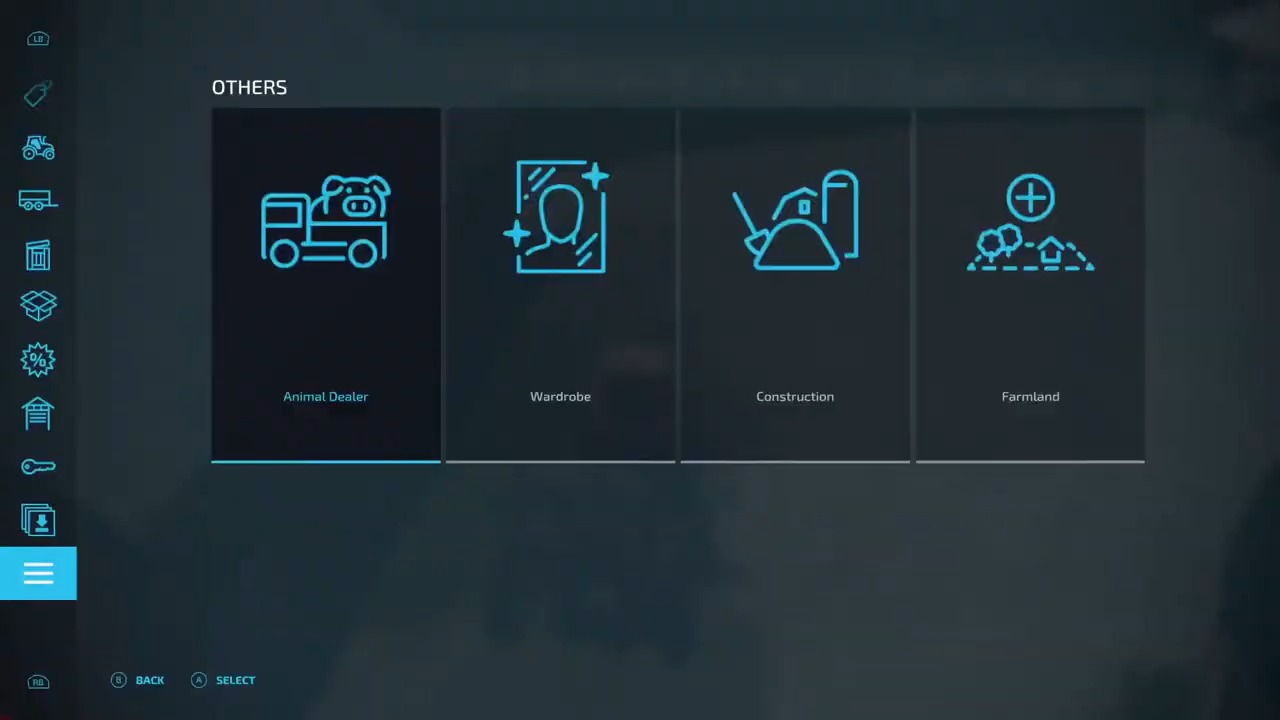 LB
OTHERS
%
Animal Dealer
Wardrobe
Construction
Farmland
RB
B BACK
A SELECT